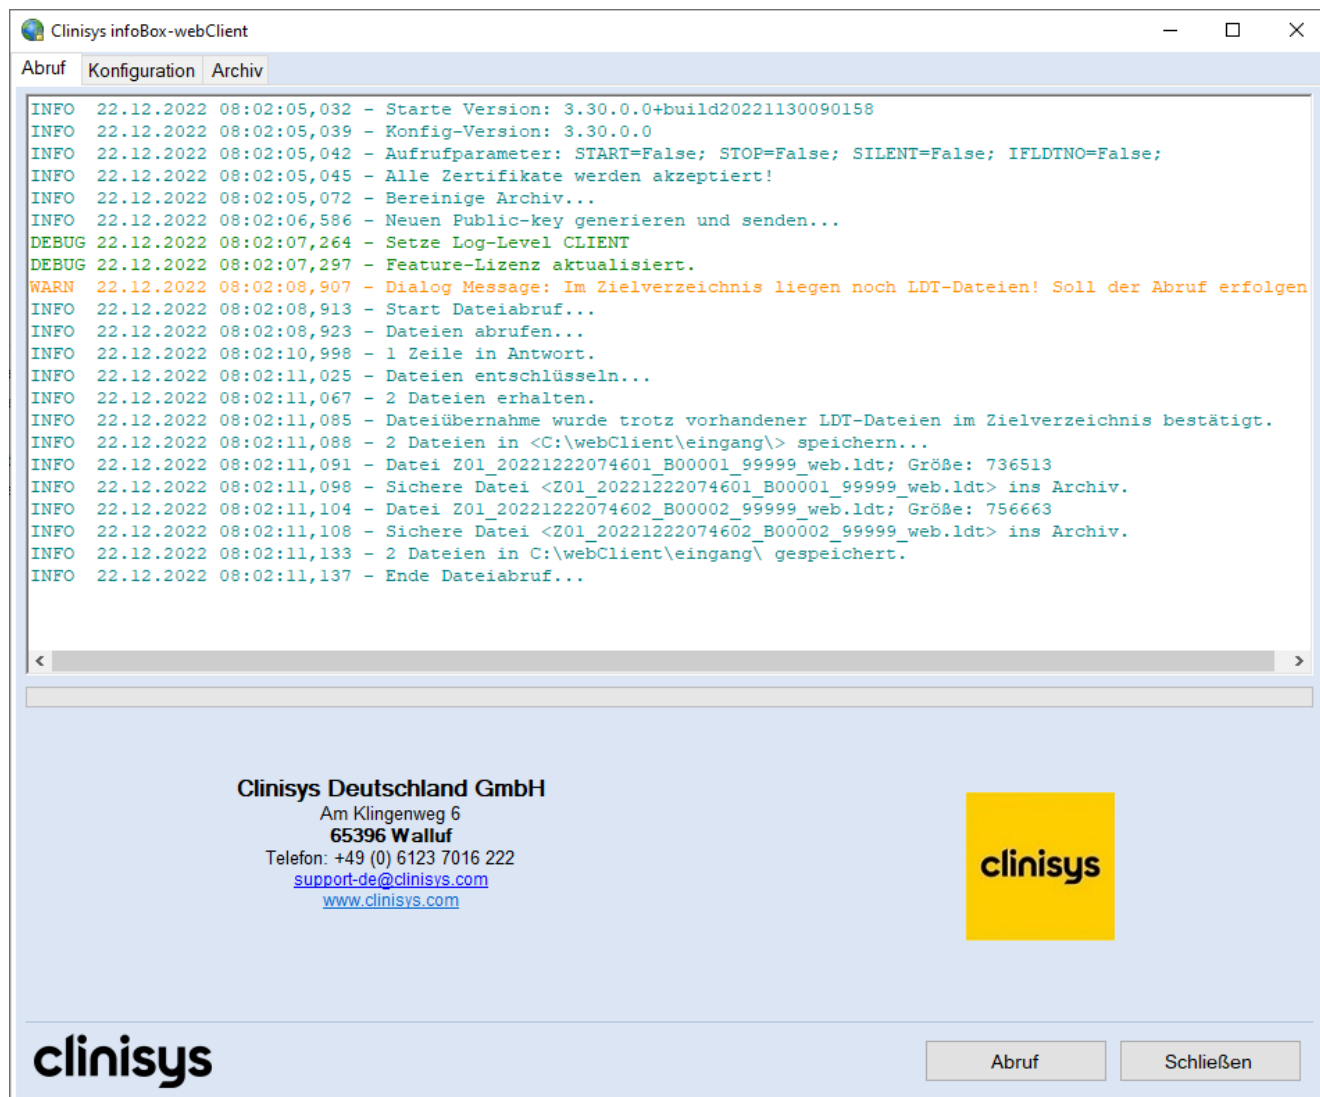 Clinisys infoBox-webClient
Abruf Konfiguration Archiv
INFO 22.12.2022 08:02:05,032 - Starte Version: 3.30.0.0+build20221130090158
INFO 22.12.2022 08:02:05,039 - Konfig-Version: 3.30.0.0
INFO 22.12.2022 08:02:05,042 - Aufrufparameter: START=False; STOP=False; SILENT=False; IFLDTNO=False;
INFO 22.12.2022 08:02:05,045 - Alle Zertifikate werden akzeptiert!
INFO 22.12.2022 08:02:05,072 - Bereinige Archiv...
INFO 22.12.2022 08:02:06,586 - Neuen Public-key generieren und senden...
DEBUG 22.12.2022 08:02:07,264 - Setze Log-Level CLIENT
DEBUG 22.12.2022 08:02:07,297 - Feature-Lizenz aktualisiert.
WARN 22.12.2022 08:02:08,907 - Dialog Message: Im Zielverzeichnis liegen noch LDT-Dateien! Soll der Abruf erfolgen
INFO 22.12.2022 08:02:08,913 - Start Dateiabruf...
INFO 22.12.2022 08:02:08,923 - Dateien abrufen...
INFO 22.12.2022 08:02:10,998 - 1 Zeile in Antwort.
INFO 22.12.2022 08:02:11,025 - Dateien entschlüsseln...
INFO 22.12.2022 08:02:11,067 - 2 Dateien erhalten.
INFO 22.12.2022 08:02:11,085 - Dateiübernahme wurde trotz vorhandener LDT-Dateien im Zielverzeichnis bestätigt.
INFO 22.12.2022 08:02:11,088 - 2 Dateien in <C:\webClient\eingang\> speichern...
INFO 22.12.2022 08:02:11,091 - Datei Z01_20221222074601_B00001_99999_web.ldt; Größe: 736513
INFO 22.12.2022 08:02:11,098 - Sichere Datei <Z01_20221222074601_B00001_99999_web.ldt> ins Archiv.
INFO 22.12.2022 08:02:11,104 - Datei Z01_20221222074602_B00002_99999_web.ldt; Größe: 756663
INFO 22.12.2022 08:02:11,108 - Sichere Datei <Z01_20221222074602_B00002_99999_web.ldt> ins Archiv.
INFO 22.12.2022 08:02:11,133 - 2 Dateien in C:\webClient\eingang\ gespeichert.
INFO 22.12.2022 08:02:11,137 - Ende Dateiabruf...
Clinisys Deutschland GmbH
Am Klingenweg 6
65396 Walluf
Telefon: +49 (0) 6123 7016 222
support-de@clinisys.com
www.clinisys.com
clinisys
clinisys
Abruf Schließen